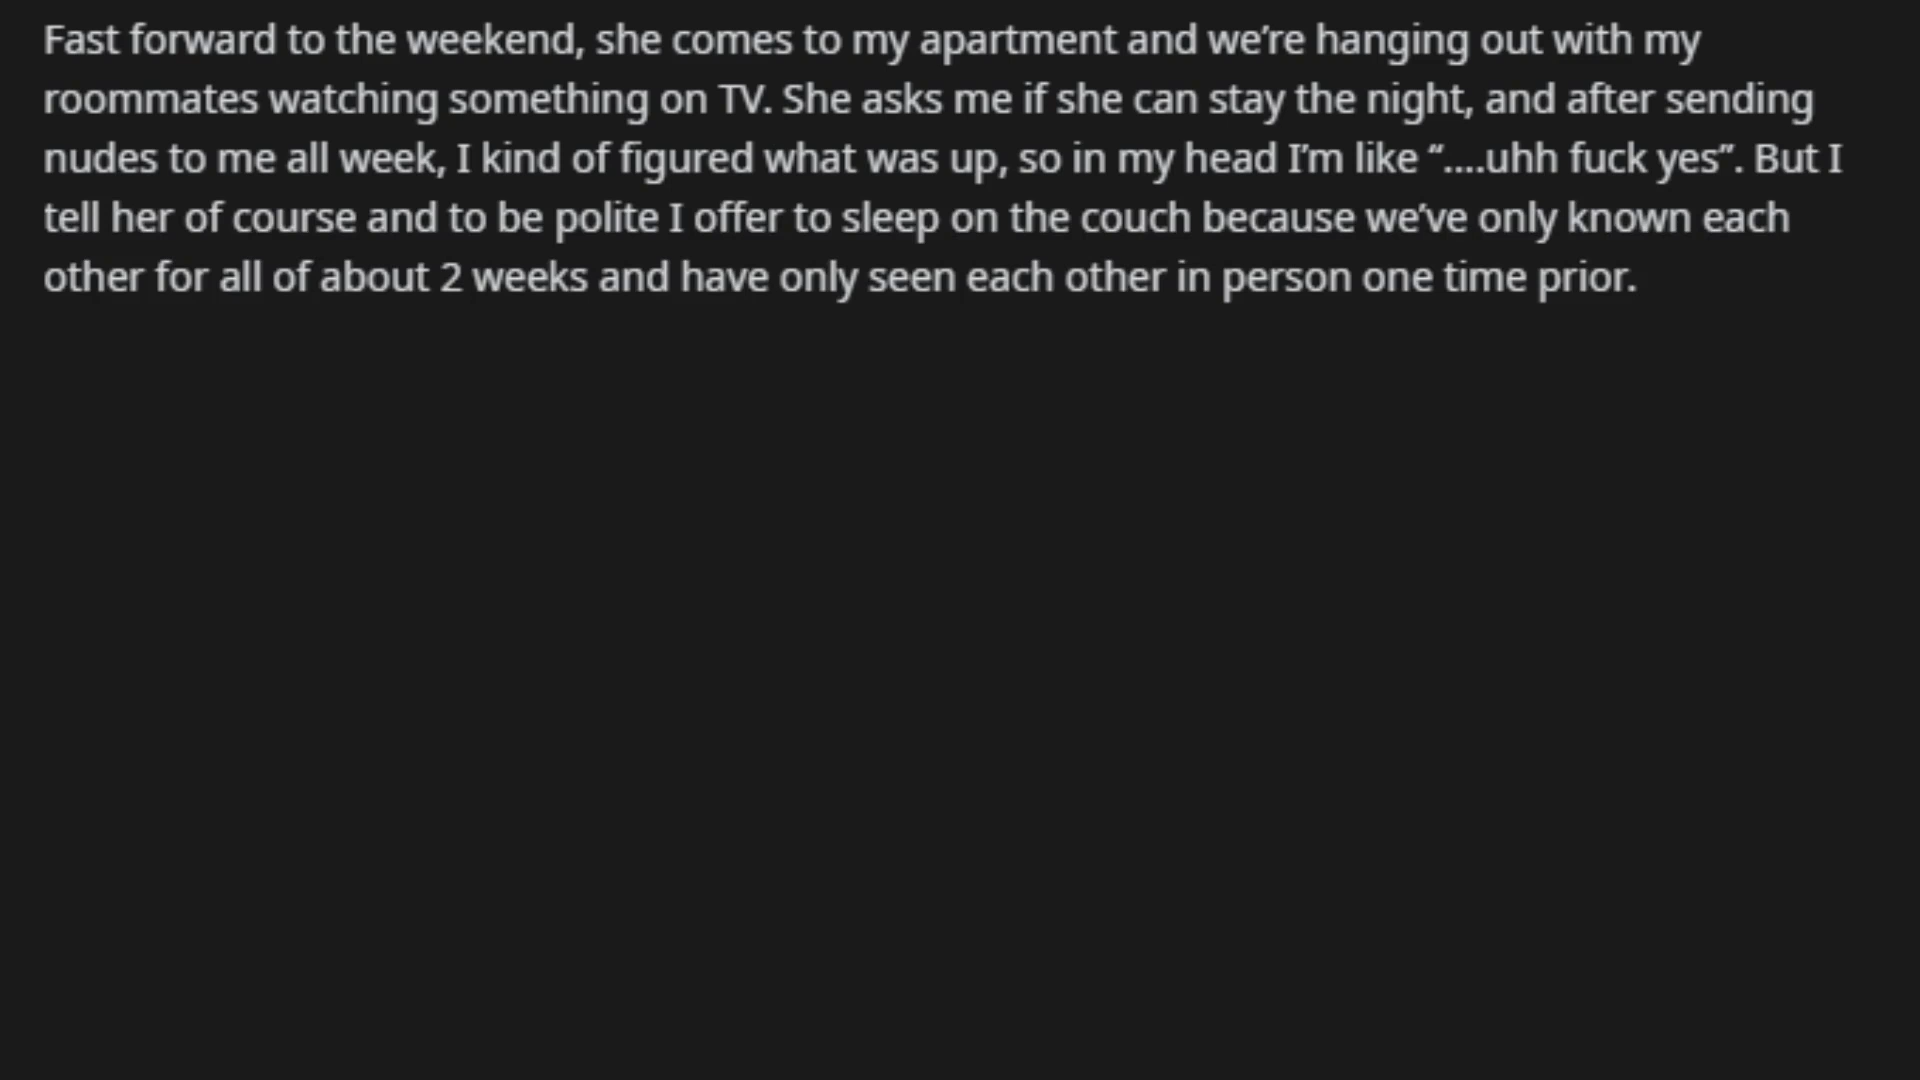 Fast forward to the weekend, she comes to my apartment and we’re hanging out with my
roommates watching something on TV. She asks me if she can stay the night, and after sending
nudes to me all week, I kind of figured what was up, so in my head I’m like “....uhh fuck yes”. But I
tell her of course and to be polite I offer to sleep on the couch because we’ve only known each
other for all of about 2 weeks and have only seen each other in person one time prior.